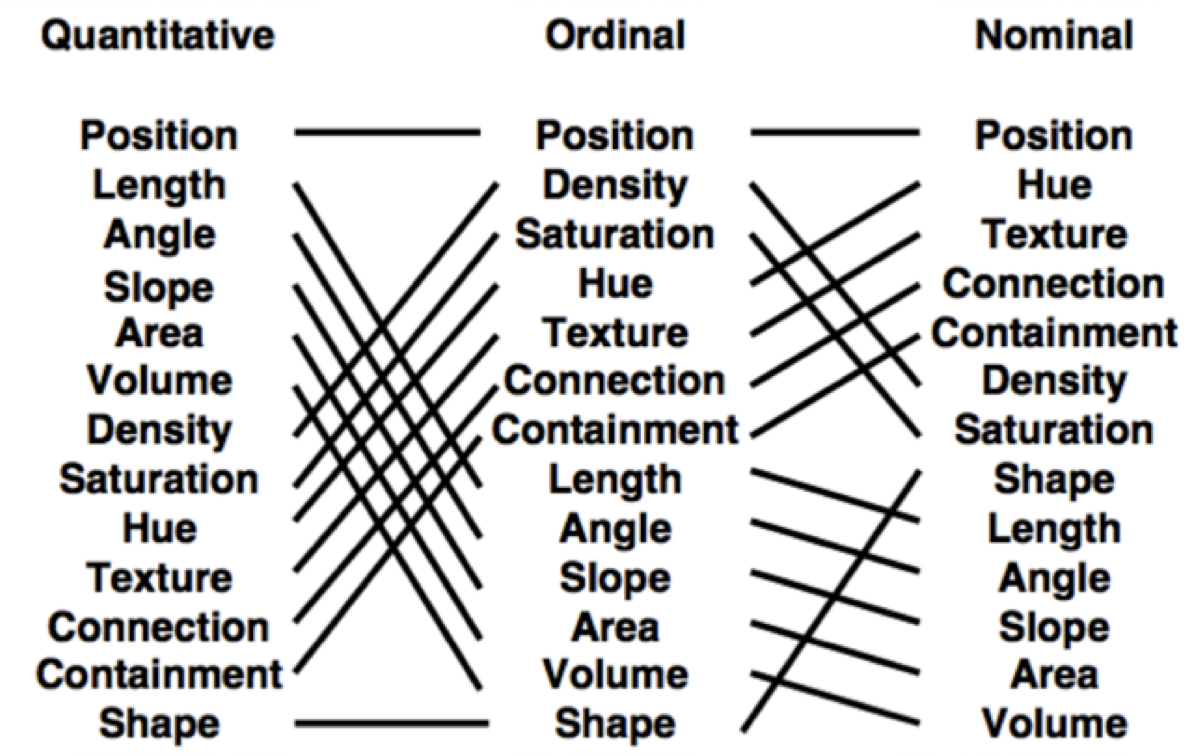 Quantitative Ordinal Nominal
Position Position Position
Length Density Hue
Angle Saturation Texture
Slope Hue Connection
Area Texture Containment
Volume Connection Density
Density Containment Saturation
Saturation Length Shape
Hue Angle Length
Texture Slope Angle
Connection Area Slope
Containment Volume Area
Shape Shape Volume